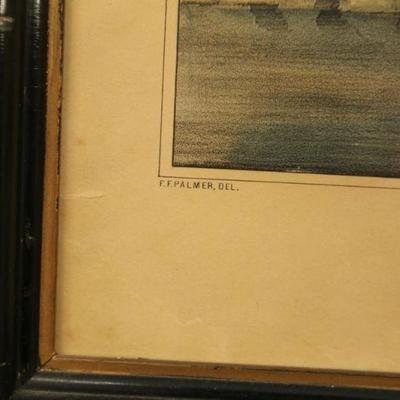 F. F. PALMER, DEL.